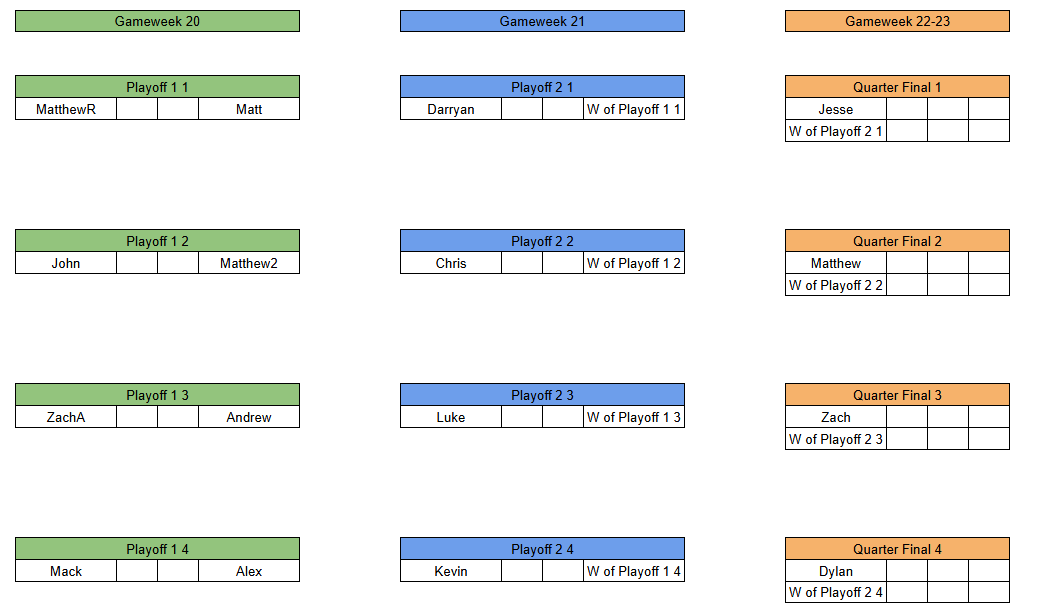 Gameweek 20 Gameweek 21 Gameweek 22-23
Playoff 1 1 Playoff 2 1 Quarter Final 1
MatthewR Matt Darryan W of Playoff 1 1 Jesse
W of Playoff 2 1
Playoff 1 2 Playoff 2 2 Quarter Final 2
John Matthew2 Chris W of Playoff 1 2 Matthew
W of Playoff 2 2
Playoff 1 3 Playoff 2 3 Quarter Final 3
ZachA Andrew Luke W of Playoff 1 3 Zach
W of Playoff 2 3
Playoff 1 4 Playoff 2 4 Quarter Final 4
Mack Alex Kevin W of Playoff 1 4 Dylan
W of Playoff 2 4